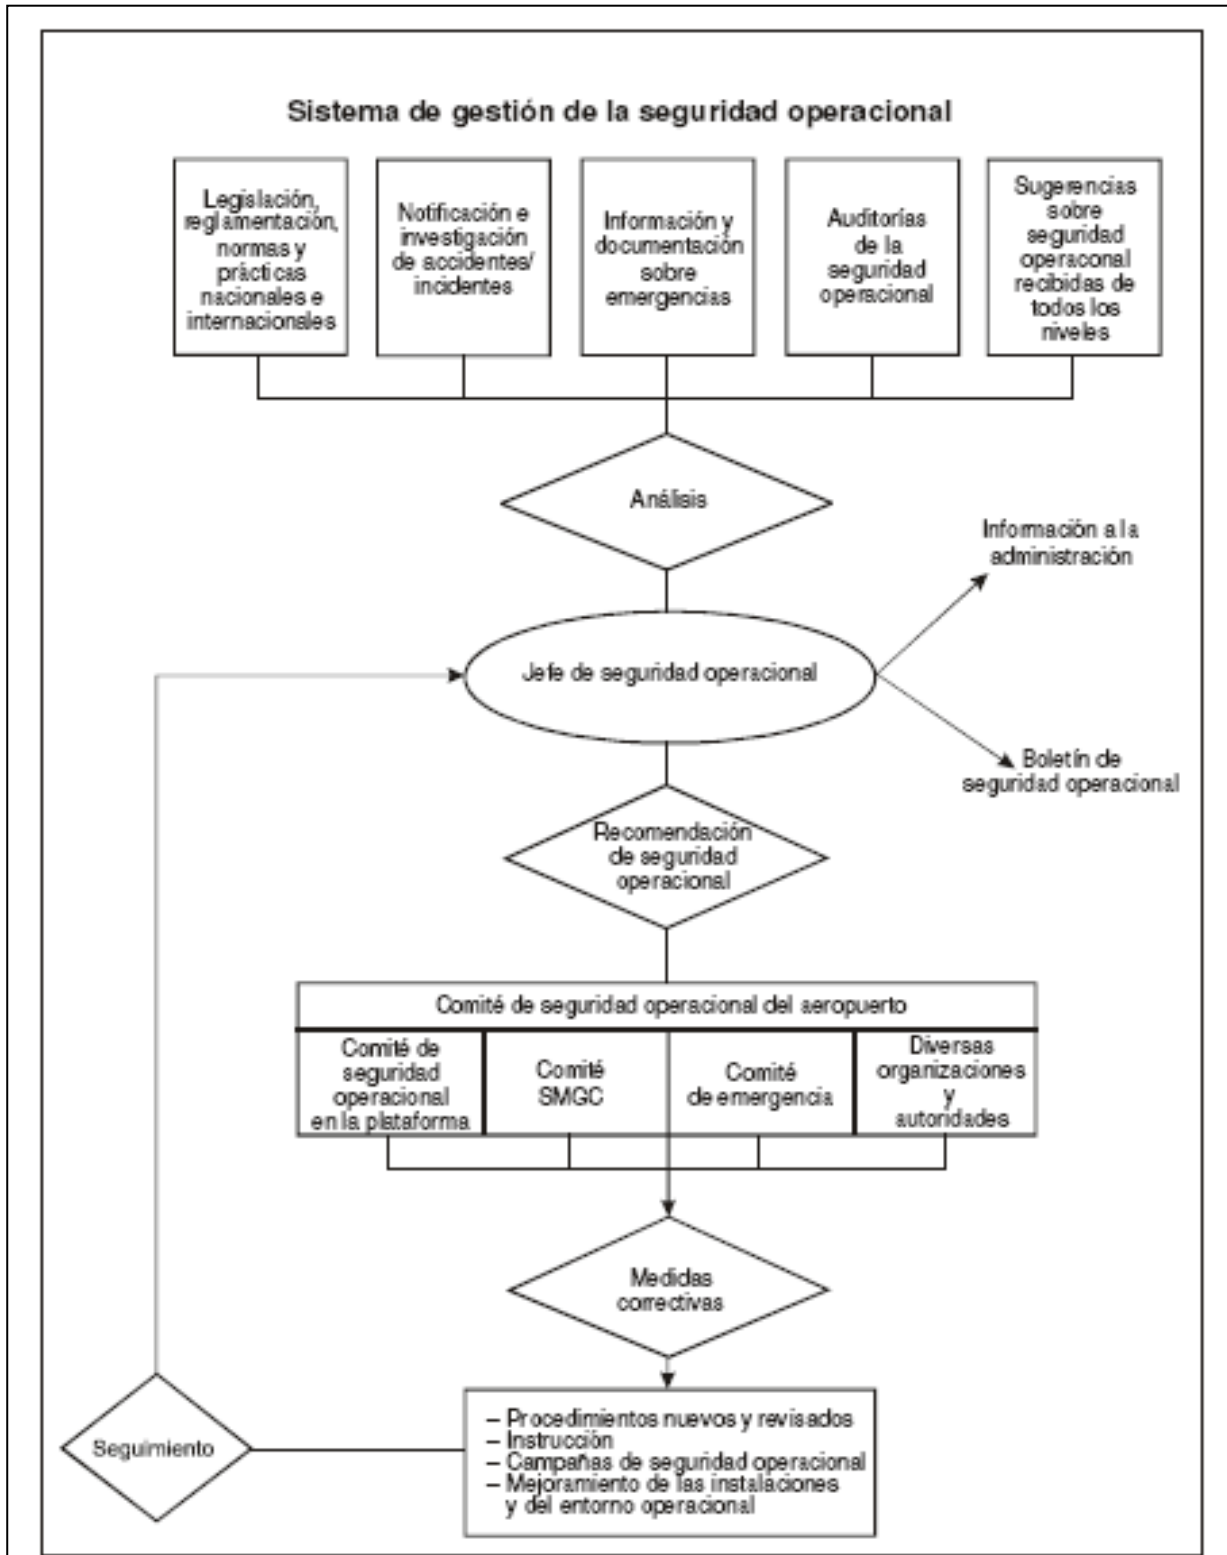 Sistema de gestión de la seguridad operacional
Legislación,
reglamentación,
normas y
prácticas
nacionales e
internacionales
Notificación e
investigación
de accidentes/
incidentes
Información y
documentación
sobre
emergencias
Auditorías
de la
seguridad
operacional
Sugerencias
sobre
seguridad
operaconal
recibidas de
todos los
niveles
Análisis
Información a la
administración
Jefe de seguridad operacional
Boletín de
seguridad operacional
Recomendación
de seguridad
operacional
Comité de seguridad operacional del aeropuerto
Comité de
seguridad
operacional
en la plataforma
Comité
SMGC
Comité
de emergencia
Diversas
organizaciones
y
autoridades
Medidas
correctivas
Seguimiento
– Procedimientos nuevos y revisados
– Instrucción
– Campañas de seguridad operacional
– Mejoramiento de las instalaciones
y del entorno operacional